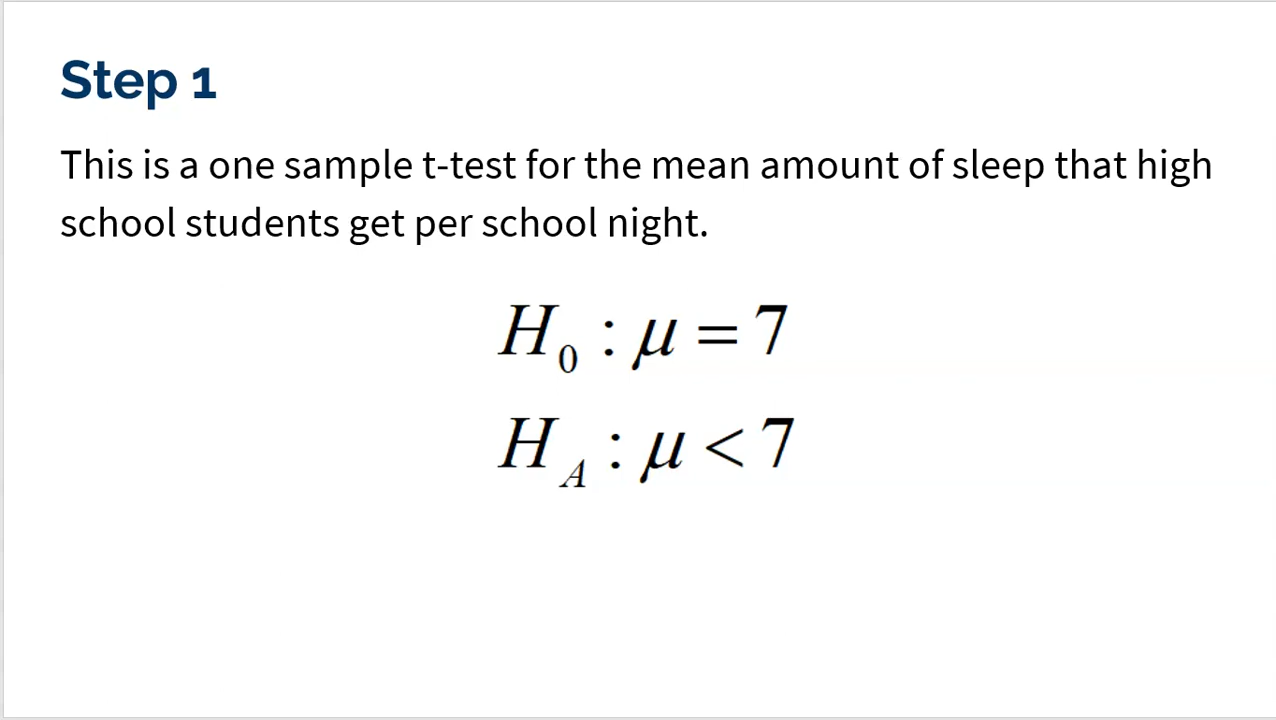 Step 1
This is a one sample t-test for the mean amount of sleep that high
school students get per school night.
H₀ : μ = 7
H_A : μ < 7